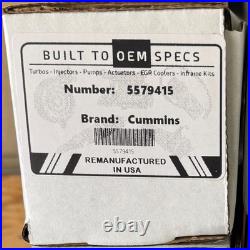 BUILT TO OEM SPECS
Turbos - Injectors - Pumps - Actuators - EGR Coolers - Inframe Kits
Number: 5579415
Brand: Cummins
5579415
REMANUFACTURED
IN USA